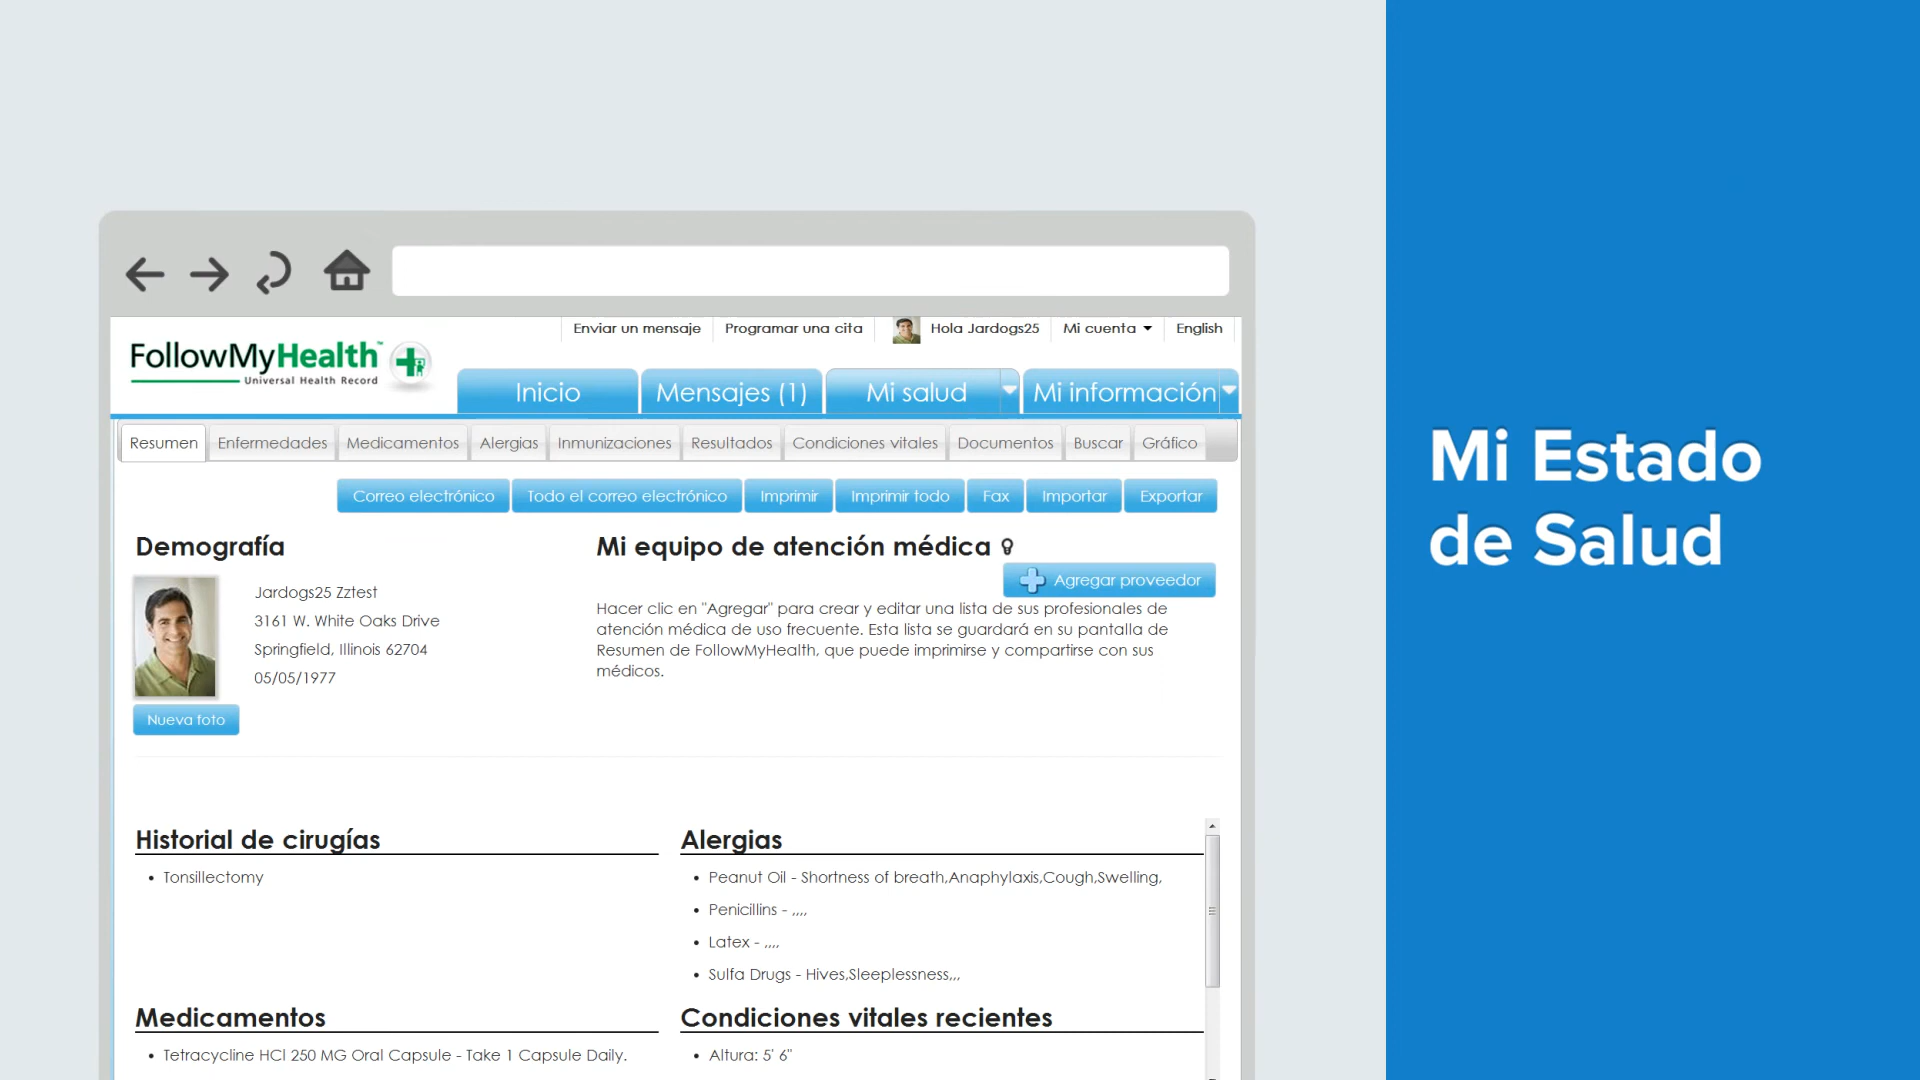 Enviar un mensaje
Programar una cita
Hola Jardogs25
Mi cuenta
English
FollowMyHealth™
Universal Health Record
Inicio
Mensajes (1)
Mi salud
Mi información
Resumen
Enfermedades
Medicamentos
Alergias
Inmunizaciones
Resultados
Condiciones vitales
Documentos
Buscar
Gráfico
Correo electrónico
Todo el correo electrónico
Imprimir
Imprimir todo
Fax
Importar
Exportar
Demografía
Jardogs25 Zztest
3161 W. White Oaks Drive
Springfield, Illinois 62704
05/05/1977
Nueva foto
Mi equipo de atención médica
Agregar proveedor
Hacer clic en "Agregar" para crear y editar una lista de sus profesionales de
atención médica de uso frecuente. Esta lista se guardará en su pantalla de
Resumen de FollowMyHealth, que puede imprimirse y compartirse con sus
médicos.
Historial de cirugías
• Tonsillectomy
Alergias
• Peanut Oil - Shortness of breath,Anaphylaxis,Cough,Swelling,
• Penicillins - ,,,,
• Latex - ,,,,
• Sulfa Drugs - Hives,Sleeplessness,,,
Medicamentos
• Tetracycline HCl 250 MG Oral Capsule - Take 1 Capsule Daily.
Condiciones vitales recientes
• Altura: 5' 6"
Mi Estado
de Salud